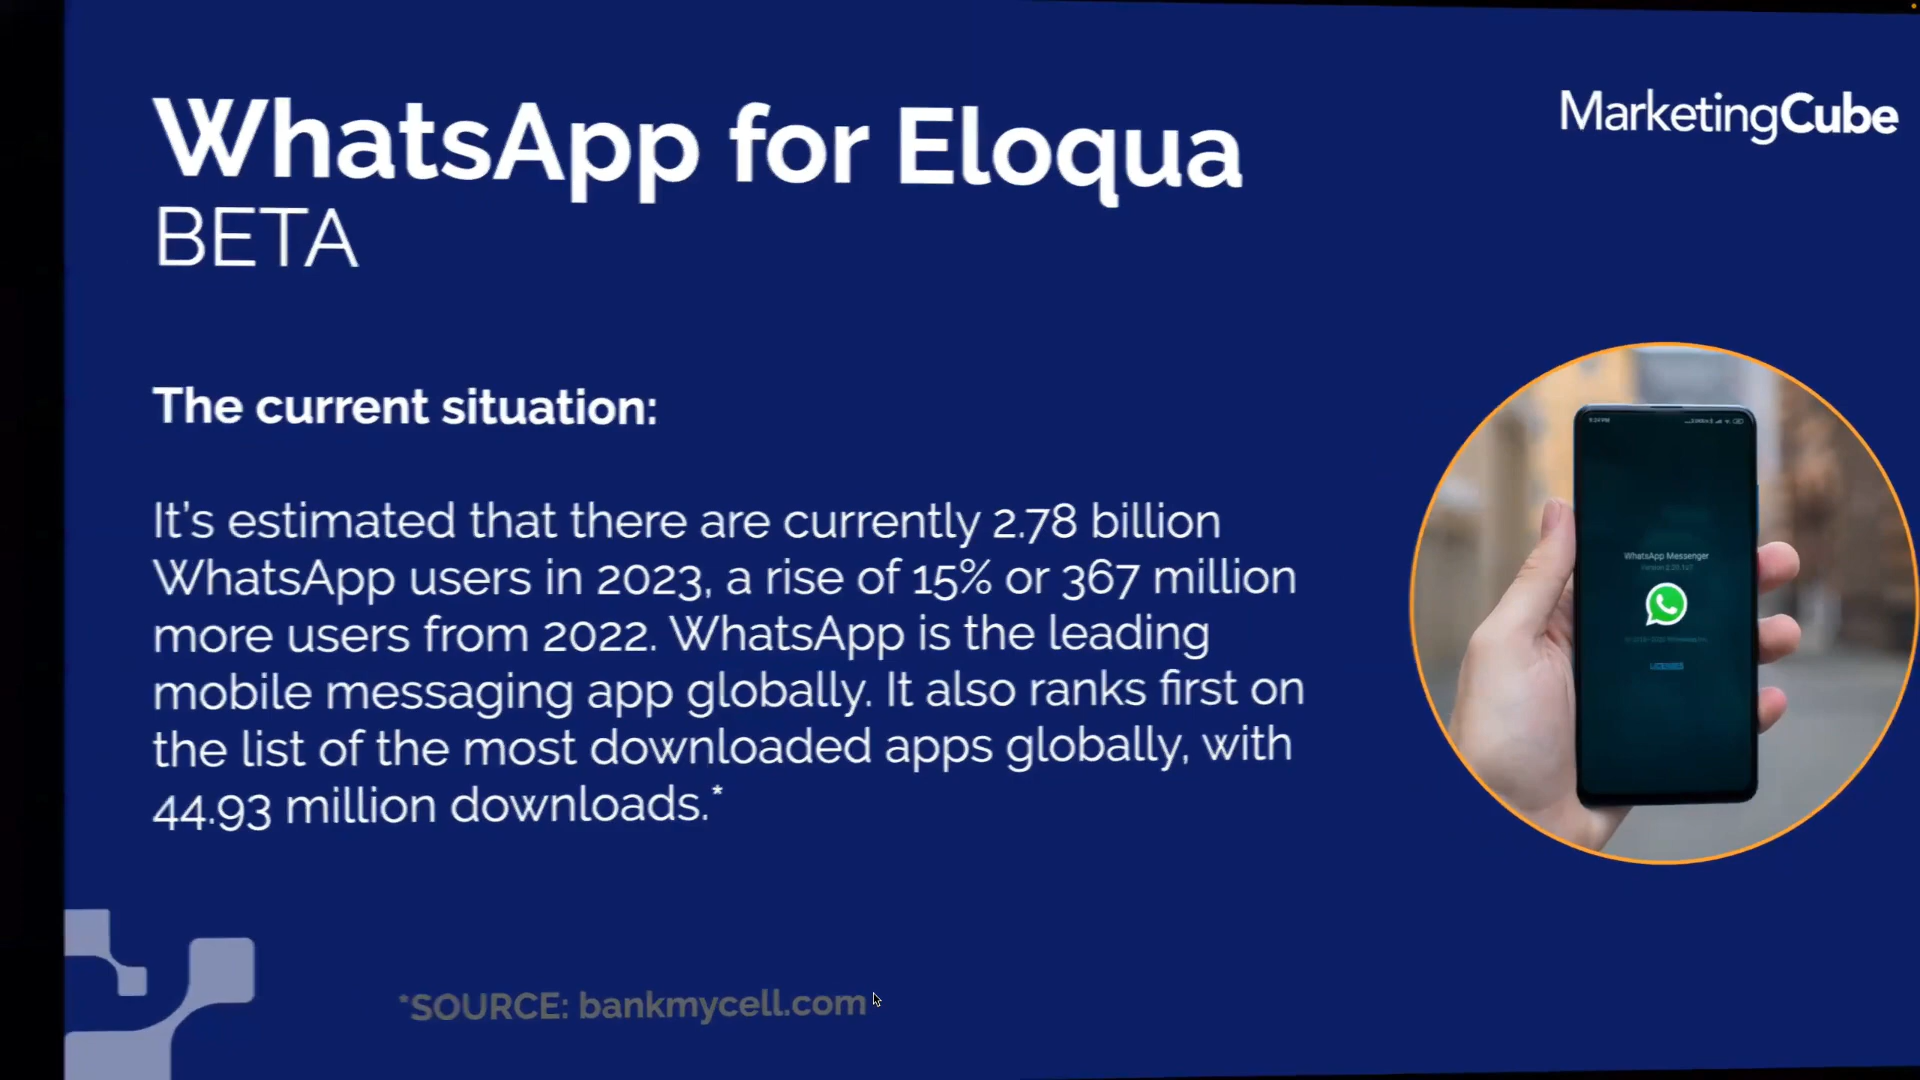 WhatsApp for Eloqua
MarketingCube
BETA
The current situation:
It's estimated that there are currently 2.78 billion
WhatsApp users in 2023, a rise of 15% or 367 million
more users from 2022. WhatsApp is the leading
mobile messaging app globally. It also ranks first on
the list of the most downloaded apps globally, with
44.93 million downloads.*
WhatsApp Messenger
*SOURCE: bankmycell.com